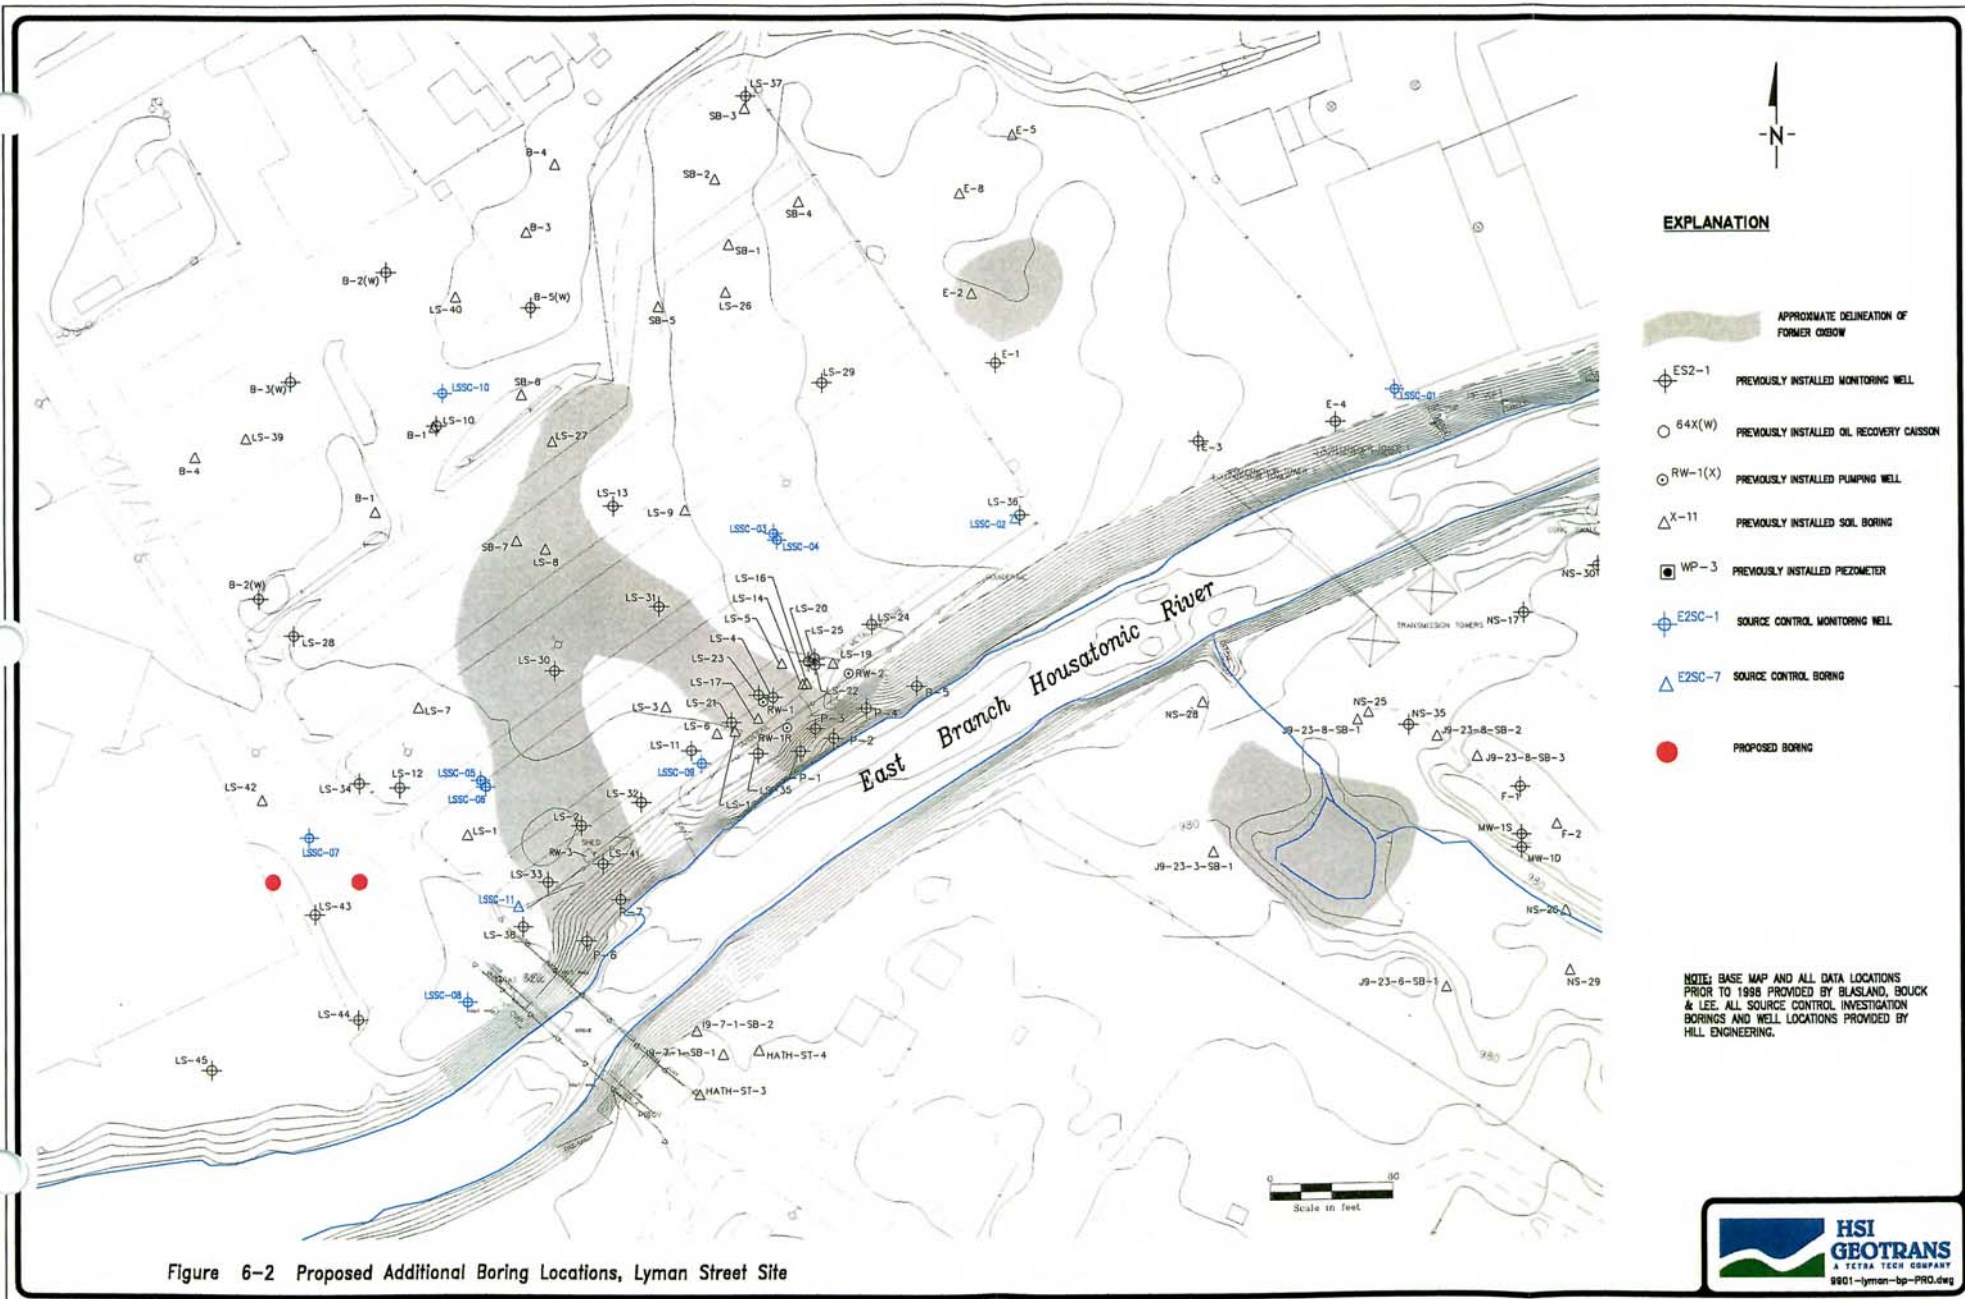 LS-37
SB-3
E-5
B-4
SB-2
E-8
SB-4
B-3
SB-1
B-2(W)
LS-40
B-5(W)
SB-5
LS-26
E-2
E-1
LS-29
B-3(W)
LSSC-10
SB-6
LSSC-01
E-4
B-1
LS-10
LS-39
LS-27
E-3
B-4
B-1
LS-13
LS-9
LS-36
LSSC-02
LSSC-03
LSSC-04
SB-7
LS-8
B-2(W)
LS-16
LS-14
LS-31
LS-20
LS-5
LS-25
LS-24
LS-28
LS-4
LS-19
LS-23
RW-2
LS-30
LS-17
LS-22
B-5
LS-7
LS-3
LS-21
RW-1
P-4
P-3
LS-6
RW-1R
P-2
LS-11
LSSC-09
P-1
LSSC-05
LSSC-06
LS-34
LS-12
LS-42
LS-32
LS-1
LS-2
SHED
LSSC-07
RW-3
LS-41
LS-33
LSSC-11
P-7
LS-43
LS-38
P-6
LSSC-08
LS-44
LS-45
East Branch Housatonic River
TRANSMISSION TOWERS
NS-30
NS-17
NS-28
NS-25
NS-35
J9-23-8-SB-1
J9-23-8-SB-2
J9-23-8-SB-3
F-1
MW-1S
F-2
MW-1D
980
J9-23-3-SB-1
980
NS-26
J9-23-6-SB-1
NS-29
980
I9-7-1-SB-2
I9-7-1-SB-1
HATH-ST-4
HATH-ST-3
0 80
Scale in feet
-N-
EXPLANATION
APPROXIMATE DELINEATION OF
FORMER OXBOW
ES2-1 PREVIOUSLY INSTALLED MONITORING WELL
64X(W) PREVIOUSLY INSTALLED OIL RECOVERY CAISSON
RW-1(X) PREVIOUSLY INSTALLED PUMPING WELL
X-11 PREVIOUSLY INSTALLED SOIL BORING
WP-3 PREVIOUSLY INSTALLED PIEZOMETER
E2SC-1 SOURCE CONTROL MONITORING WELL
E2SC-7 SOURCE CONTROL BORING
PROPOSED BORING
NOTE: BASE MAP AND ALL DATA LOCATIONS
PRIOR TO 1998 PROVIDED BY BLASLAND, BOUCK
& LEE. ALL SOURCE CONTROL INVESTIGATION
BORINGS AND WELL LOCATIONS PROVIDED BY
HILL ENGINEERING.
HSI
GEOTRANS
A TETRA TECH COMPANY
9901-lyman-bp-PRO.dwg
Figure 6-2 Proposed Additional Boring Locations, Lyman Street Site